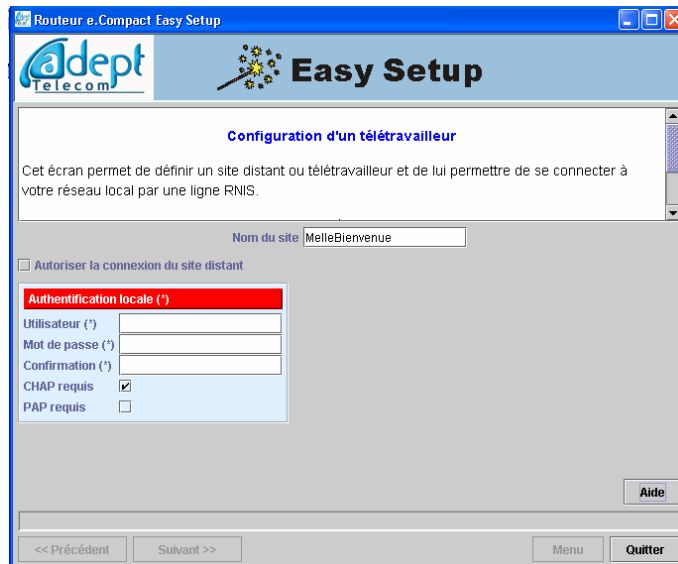 Routeur e.Compact Easy Setup
adept
Telecom
Easy Setup
Configuration d'un télétravailleur
Cet écran permet de définir un site distant ou télétravailleur et de lui permettre de se connecter à
votre réseau local par une ligne RNIS.
Nom du site MelleBienvenue
Autoriser la connexion du site distant
Authentification locale (*)
Utilisateur (*)
Mot de passe (*)
Confirmation (*)
CHAP requis
PAP requis
Aide
<< Précédent Suivant >> Menu Quitter